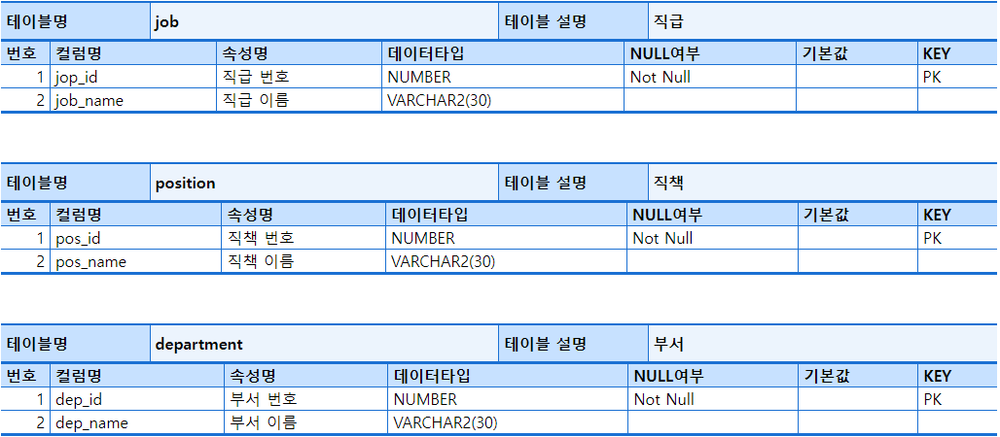 테이블명 job 테이블 설명 직급
번호 컬럼명 속성명 데이터타입 NULL여부 기본값 KEY
1 jop_id 직급 번호 NUMBER Not Null PK
2 job_name 직급 이름 VARCHAR2(30)
테이블명 position 테이블 설명 직책
번호 컬럼명 속성명 데이터타입 NULL여부 기본값 KEY
1 pos_id 직책 번호 NUMBER Not Null PK
2 pos_name 직책 이름 VARCHAR2(30)
테이블명 department 테이블 설명 부서
번호 컬럼명 속성명 데이터타입 NULL여부 기본값 KEY
1 dep_id 부서 번호 NUMBER Not Null PK
2 dep_name 부서 이름 VARCHAR2(30)